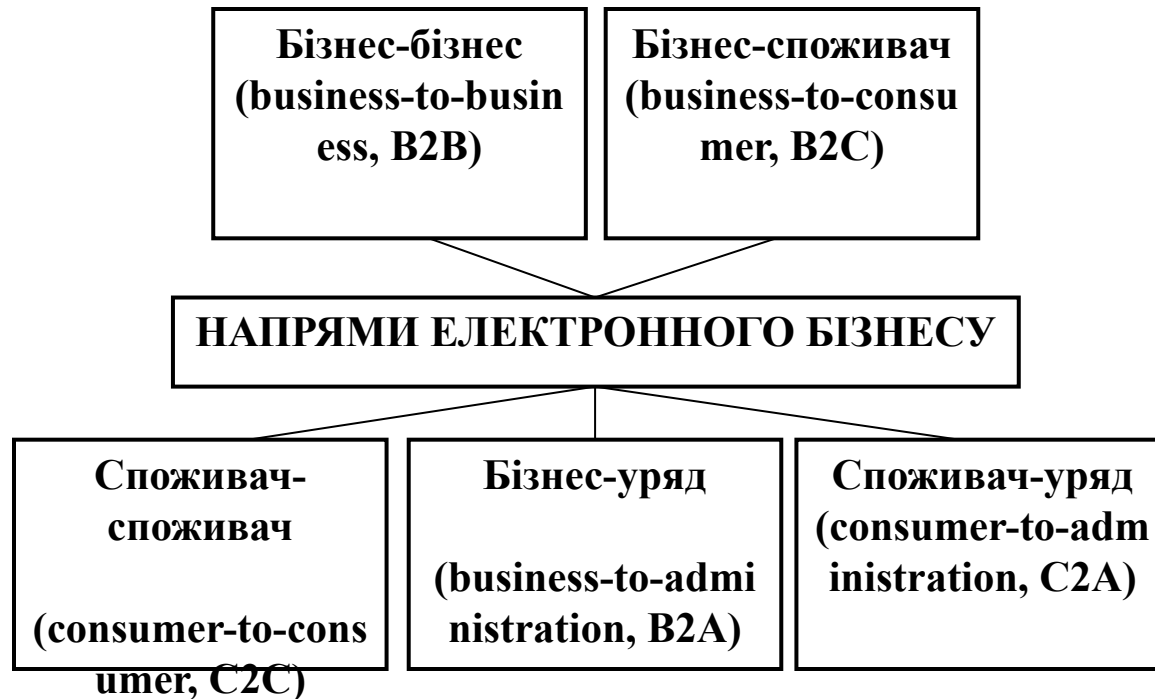 Бізнес-бізнес
(business-to-busin
ess, B2B)
Бізнес-споживач
(business-to-consu
mer, B2C)
НАПРЯМИ ЕЛЕКТРОННОГО БІЗНЕСУ
Споживач-
споживач
(consumer-to-cons
umer, C2C)
Бізнес-уряд
(business-to-admi
nistration, B2A)
Споживач-уряд
(consumer-to-adm
inistration, C2A)